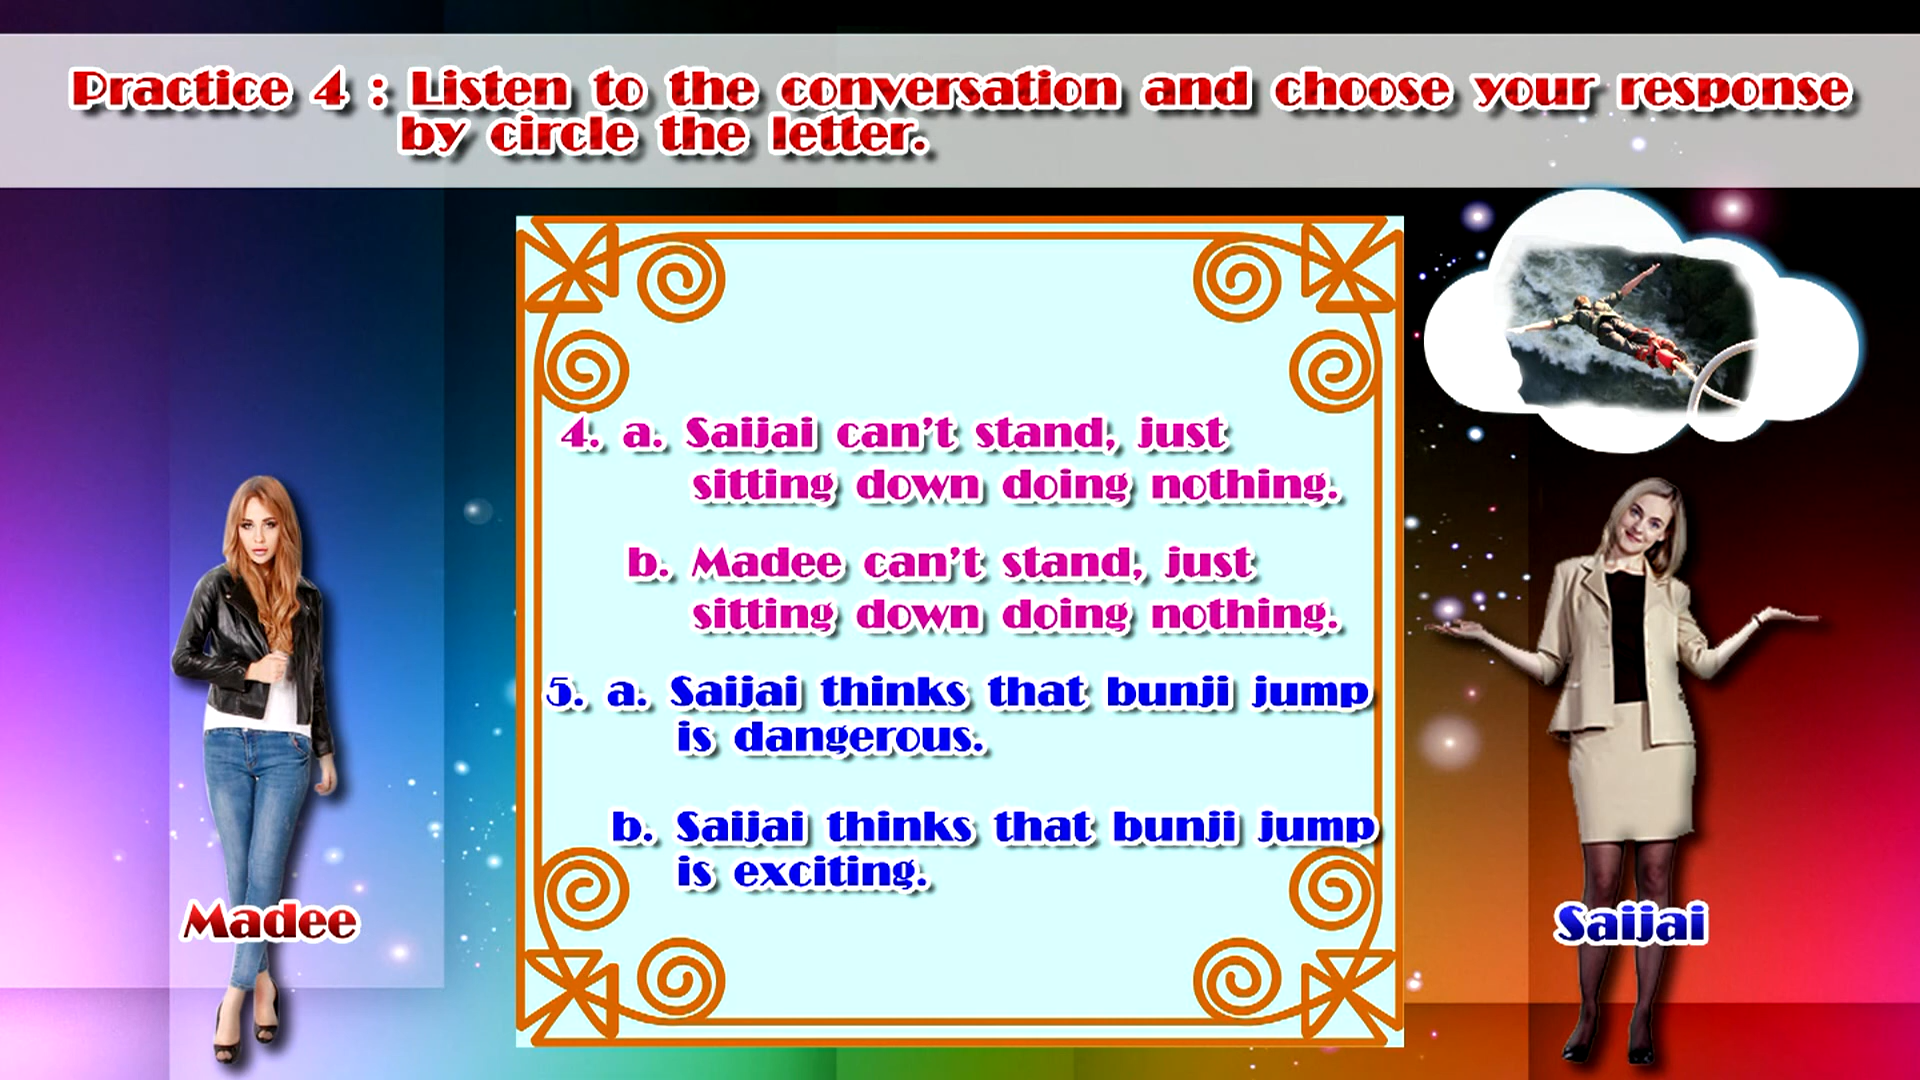 Practice 4 : Listen to the conversation and choose your response
by circle the letter.
4. a. Saijai can't stand, just
sitting down doing nothing.
b. Madee can't stand, just
sitting down doing nothing.
5. a. Saijai thinks that bunji jump
is dangerous.
b. Saijai thinks that bunji jump
is exciting.
Madee
Saijai